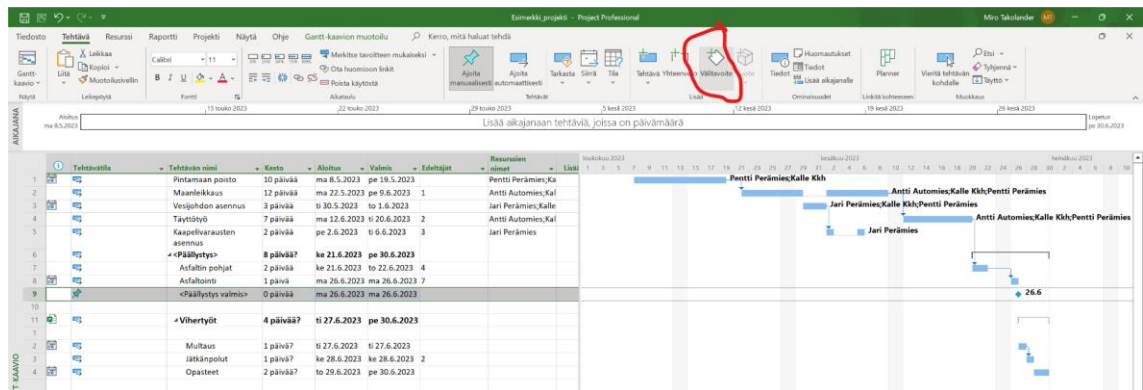 Esimerkki_projekti - Project Professional
Miro Takolander MT
Tiedosto Tehtävä Resurssi Raportti Projekti Näytä Ohje Gantt-kaavion muotoilu Kerro, mitä haluat tehdä
Gantt-kaavio
Liitä
Leikkaa
Kopioi
Muotoilusivellin
Calibri 11
B I U A
Merkitse tavoitteen mukaiseksi
Ota huomioon linkit
Poista käytöstä
Ajoita manuaalisesti
Ajoita automaattisesti
Tarkasta Siirrä Tila
Tehtävä Yhteenveto Välitavoite
Tiedot
Huomautukset
Tiedot
Lisää aikajanalle
Planner
Vieritä tehtävän kohdalle
Etsi
Tyhjennä
Täyttö
Näytä Leikepöytä Fontti Aikataulu Tehtävät Lisää Ominaisuudet Linkitä kohteeseen Muokkaus
AIKAJANA
15 touko 2023 22 touko 2023 29 touko 2023 5 kesä 2023 12 kesä 2023 19 kesä 2023 26 kesä 2023
Aloitus
ma 8.5.2023
Lisää aikajanaan tehtäviä, joissa on päivämäärä
Lopetus
pe 30.6.2023
Tehtävätila Tehtävän nimi Kesto Aloitus Valmis Edeltäjät Resurssien nimet Lisää
toukokuu 2023 kesäkuu 2023 heinäkuu 2023
1 Pintamaan poisto 10 päivää ma 8.5.2023 pe 19.5.2023 Pentti Perämies;Ka
Pentti Perämies;Kalle Kkh
2 Maanleikkaus 12 päivää ma 22.5.2023 pe 9.6.2023 1 Antti Automies;Kal
Antti Automies;Kalle Kkh;Pentti Perämies
3 Vesijohdon asennus 3 päivää ti 30.5.2023 to 1.6.2023 Jari Perämies;Kalle
Jari Perämies;Kalle Kkh;Pentti Perämies
4 Täyttötyö 7 päivää ma 12.6.2023 ti 20.6.2023 2 Antti Automies;Kal
Antti Automies;Kalle Kkh;Pentti Perämies
5 Kaapelivarausten asennus 2 päivää pe 2.6.2023 ti 6.6.2023 3 Jari Perämies
Jari Perämies
6 <Päällystys> 8 päivää? ke 21.6.2023 pe 30.6.2023
7 Asfaltin pohjat 2 päivää ke 21.6.2023 to 22.6.2023 4
8 Asfaltointi 1 päivä ma 26.6.2023 ma 26.6.2023 7
9 <Päällystys valmis> 0 päivää ma 26.6.2023 ma 26.6.2023
26.6
10
11 Vihertyöt 4 päivää? ti 27.6.2023 pe 30.6.2023
1
2 Multaus 1 päivä? ti 27.6.2023 ti 27.6.2023
3 Jätkänpolut 1 päivä? ke 28.6.2023 ke 28.6.2023 2
4 Opasteet 2 päivää? to 29.6.2023 pe 30.6.2023
T-KAAVIO